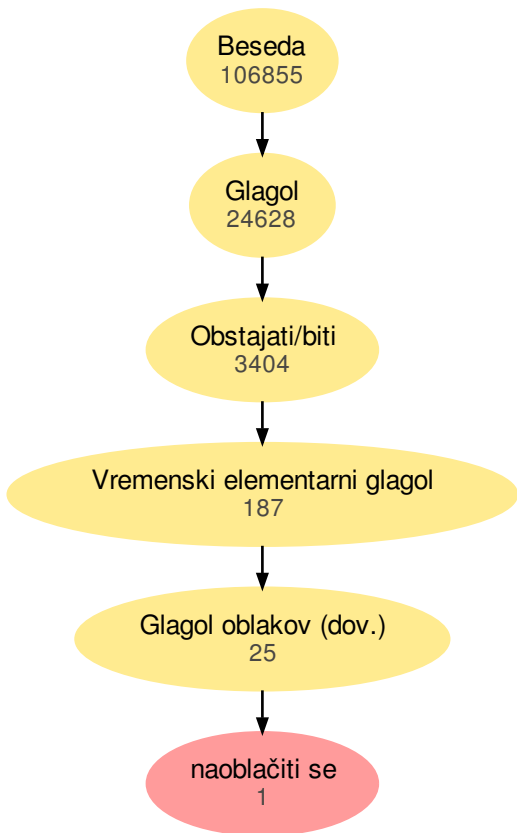 Beseda
106855
Glagol
24628
Obstajati/biti
3404
Vremenski elementarni glagol
187
Glagol oblakov (dov.)
25
naoblačiti se
1